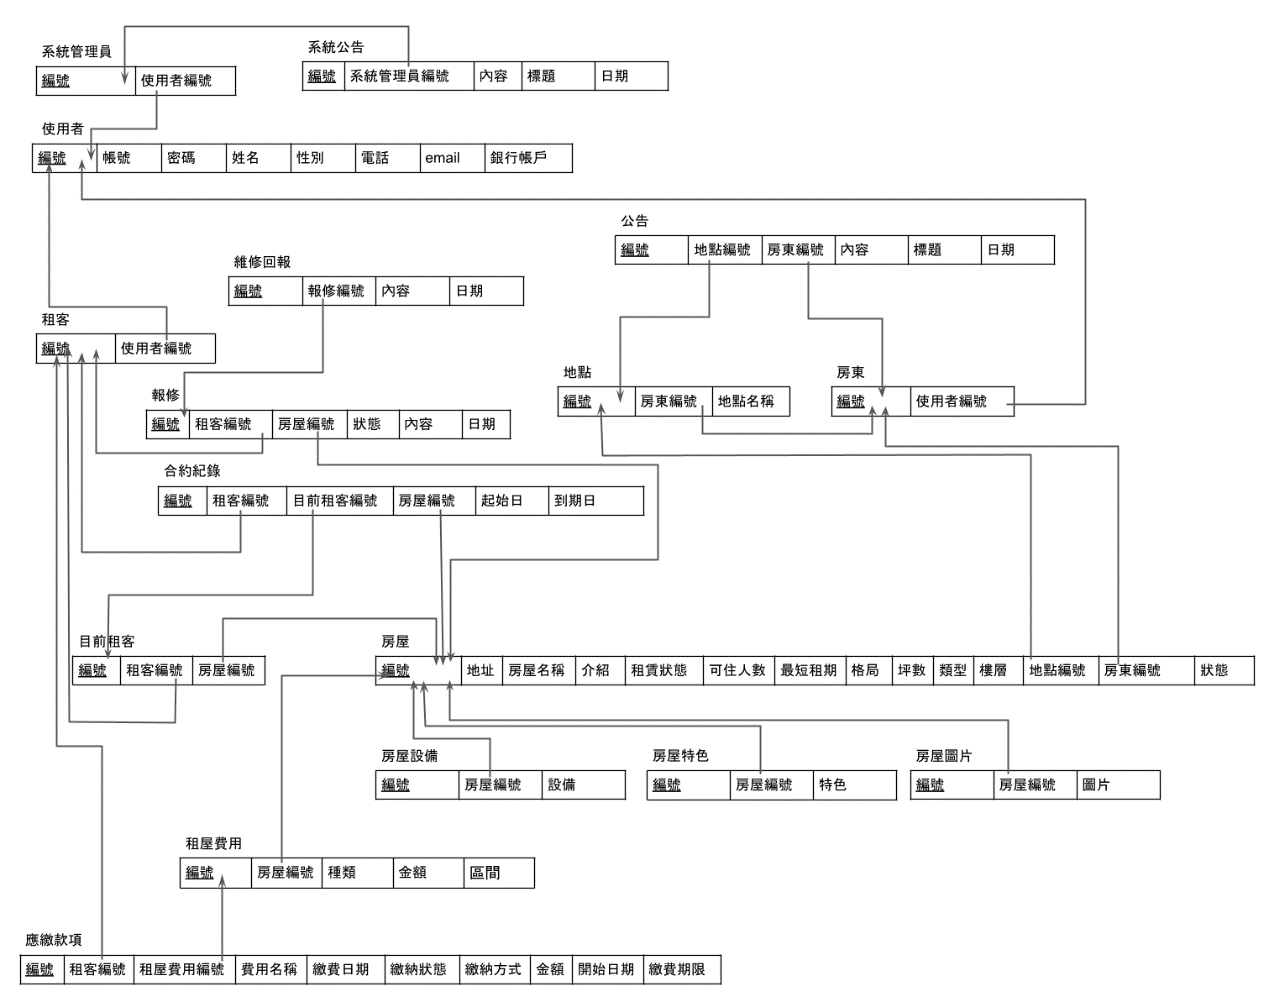 系統管理員
編號 使用者編號
系統公告
編號 系統管理員編號 內容 標題 日期
使用者
編號 帳號 密碼 姓名 性別 電話 email 銀行帳戶
公告
編號 地點編號 房東編號 內容 標題 日期
維修回報
編號 報修編號 內容 日期
租客
編號 使用者編號
地點
編號 房東編號 地點名稱
房東
編號 使用者編號
報修
編號 租客編號 房屋編號 狀態 內容 日期
合約紀錄
編號 租客編號 目前租客編號 房屋編號 起始日 到期日
目前租客
編號 租客編號 房屋編號
房屋
編號 地址 房屋名稱 介紹 租賃狀態 可住人數 最短租期 格局 坪數 類型 樓層 地點編號 房東編號 狀態
房屋設備
編號 房屋編號 設備
房屋特色
編號 房屋編號 特色
房屋圖片
編號 房屋編號 圖片
租屋費用
編號 房屋編號 種類 金額 區間
應繳款項
編號 租客編號 租屋費用編號 費用名稱 繳費日期 繳納狀態 繳納方式 金額 開始日期 繳費期限